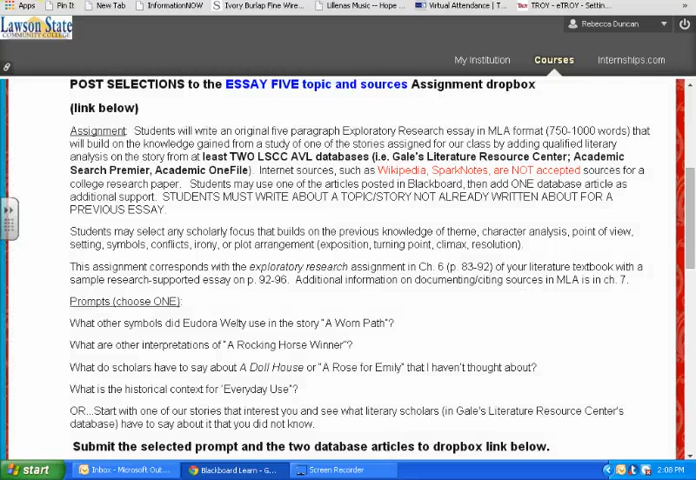 Apps Pin It New Tab InformationNOW Ivory Burlap Fine Wire... Lillenas Music -- Hope ... Virtual Attendance | T... TROY - eTROY - Settin...
Lawson State
COMMUNITY COLLEGE
Rebecca Duncan
My Institution Courses Internships.com
POST SELECTIONS to the ESSAY FIVE topic and sources Assignment dropbox
(link below)
Assignment: Students will write an original five paragraph Exploratory Research essay in MLA format (750-1000 words) that
will build on the knowledge gained from a study of one of the stories assigned for our class by adding qualified literary
analysis on the story from at least TWO LSCC AVL databases (i.e. Gale's Literature Resource Center; Academic
Search Premier, Academic OneFile). Internet sources, such as Wikipedia, SparkNotes, are NOT accepted sources for a
college research paper. Students may use one of the articles posted in Blackboard, then add ONE database article as
additional support. STUDENTS MUST WRITE ABOUT A TOPIC/STORY NOT ALREADY WRITTEN ABOUT FOR A
PREVIOUS ESSAY.
Students may select any scholarly focus that builds on the previous knowledge of theme, character analysis, point of view,
setting, symbols, conflicts, irony, or plot arrangement (exposition, turning point, climax, resolution).
This assignment corresponds with the exploratory research assignment in Ch. 6 (p. 83-92) of your literature textbook with a
sample research-supported essay on p. 92-96. Additional information on documenting/citing sources in MLA is in ch. 7.
Prompts (choose ONE):
What other symbols did Eudora Welty use in the story "A Worn Path"?
What are other interpretations of "A Rocking Horse Winner"?
What do scholars have to say about A Doll House or "A Rose for Emily" that I haven't thought about?
What is the historical context for 'Everyday Use"?
OR...Start with one of our stories that interest you and see what literary scholars (in Gale's Literature Resource Center's
database) have to say about it that you did not know.
Submit the selected prompt and the two database articles to dropbox link below.
start Inbox - Microsoft Out... Blackboard Learn - G... Screen Recorder 2:08 PM